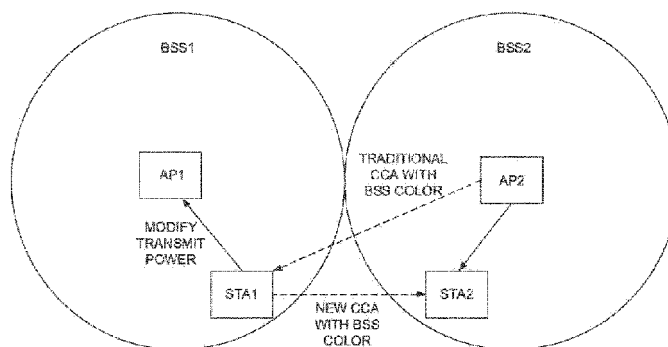 BSS1
BSS2
AP1
TRADITIONAL
CCA WITH
BSS COLOR
AP2
MODIFY
TRANSMIT
POWER
STA1
STA2
NEW CCA
WITH BSS
COLOR